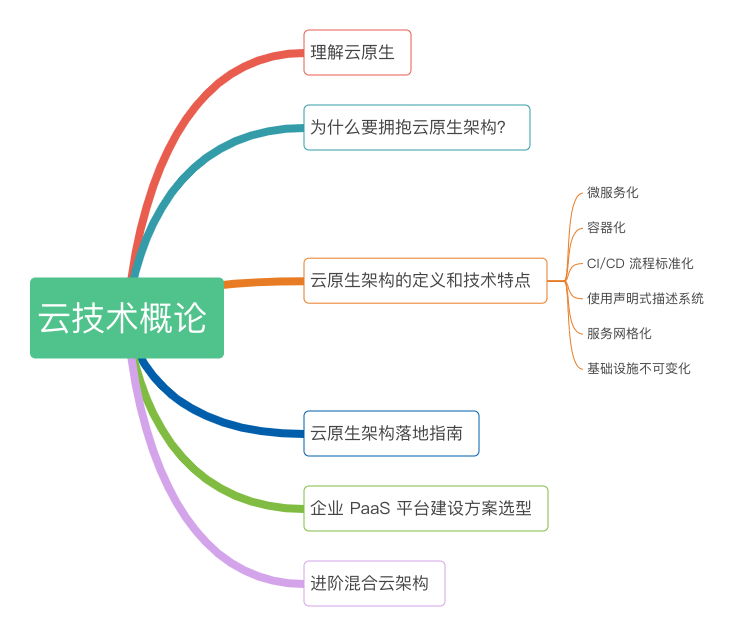 云技术概论
理解云原生
为什么要拥抱云原生架构?
云原生架构的定义和技术特点
微服务化
容器化
CI/CD 流程标准化
使用声明式描述系统
服务网格化
基础设施不可变化
云原生架构落地指南
企业 PaaS 平台建设方案选型
进阶混合云架构